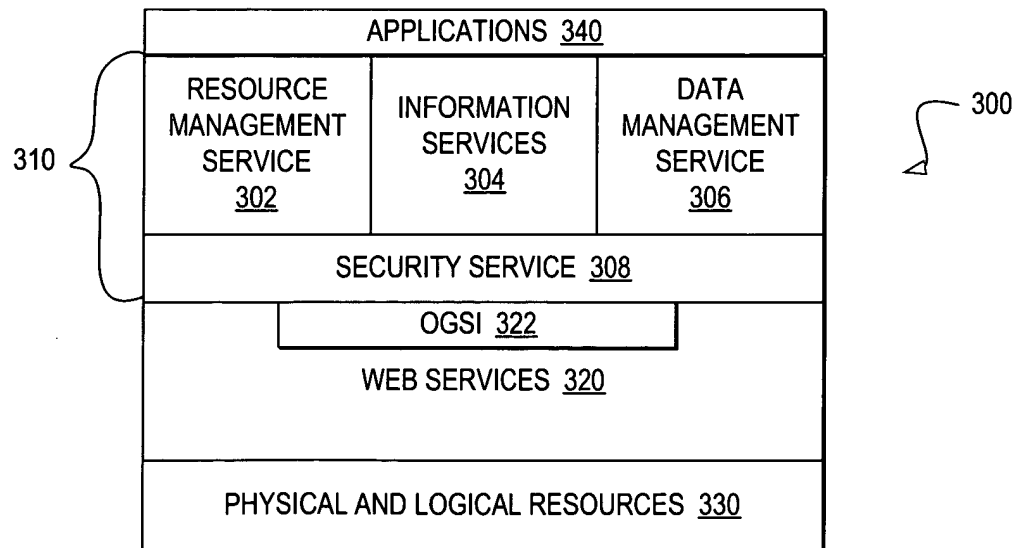 APPLICATIONS 340
RESOURCE
MANAGEMENT
SERVICE
302
INFORMATION
SERVICES
304
DATA
MANAGEMENT
SERVICE
306
300
310
SECURITY SERVICE 308
OGSI 322
WEB SERVICES 320
PHYSICAL AND LOGICAL RESOURCES 330